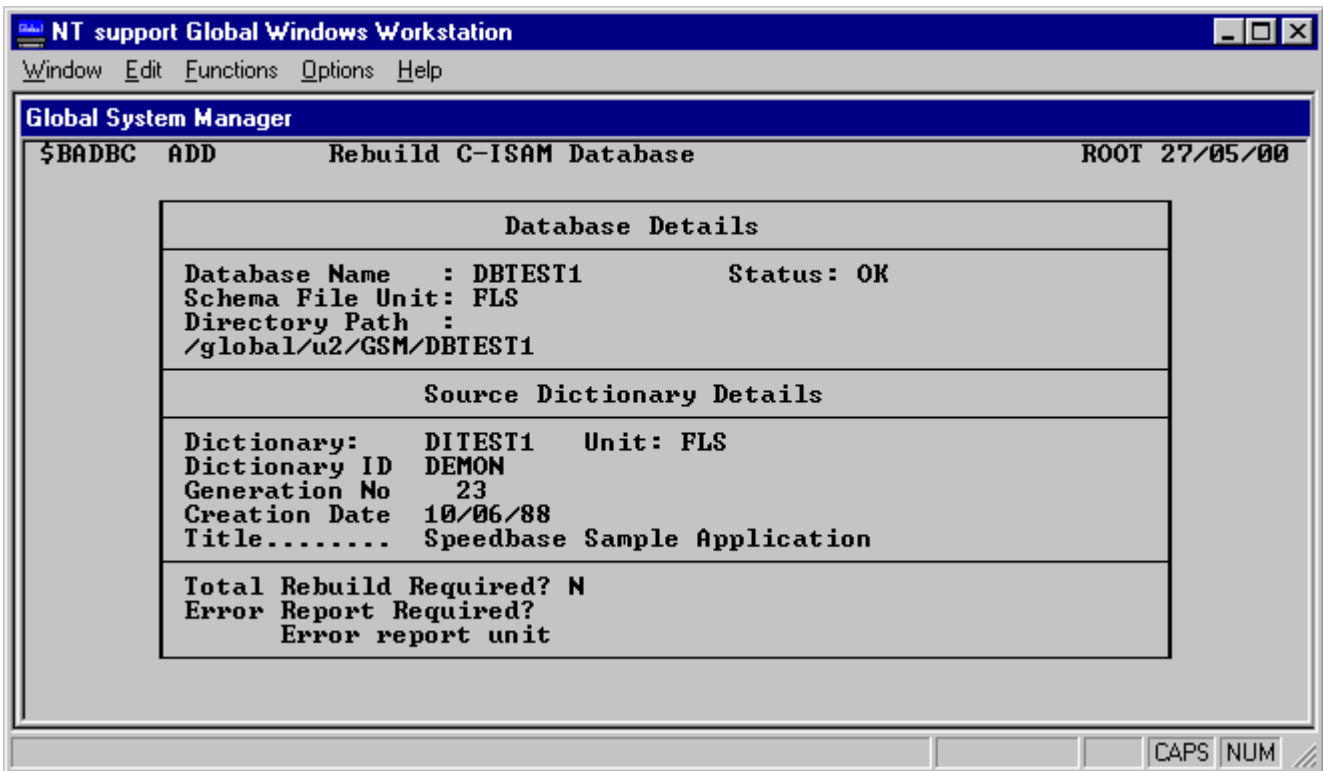 NT support Global Windows Workstation
Window Edit Functions Options Help
Global System Manager
$BADBC ADD Rebuild C-ISAM Database ROOT 27/05/00
Database Details
Database Name : DBTEST1 Status: OK
Schema File Unit: FLS
Directory Path :
/global/u2/GSM/DBTEST1
Source Dictionary Details
Dictionary: DITEST1 Unit: FLS
Dictionary ID DEMON
Generation No 23
Creation Date 10/06/88
Title........ Speedbase Sample Application
Total Rebuild Required? N
Error Report Required?
Error report unit
CAPS NUM